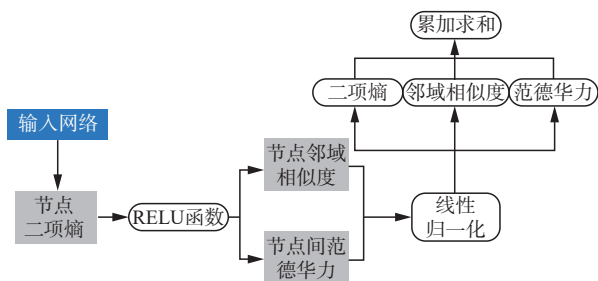 累加求和
二项熵
邻域相似度
范德华力
输入网络
节点
二项熵
RELU函数
节点邻域
相似度
节点间范
德华力
线性
归一化